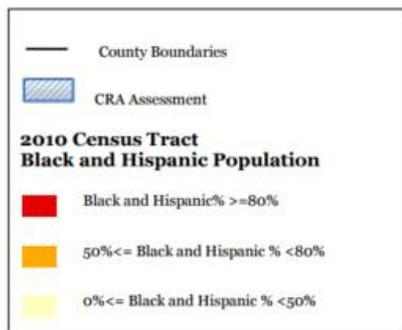 County Boundaries
CRA Assessment
2010 Census Tract
Black and Hispanic Population
Black and Hispanic% >=80%
50%<= Black and Hispanic % <80%
0%<= Black and Hispanic % <50%